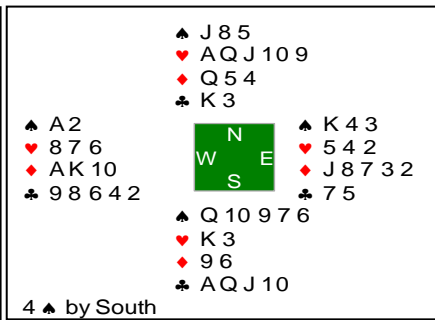 ♠ J 8 5
♥ A Q J 10 9
♦ Q 5 4
♣ K 3
♠ A 2
♥ 8 7 6
♦ A K 10
♣ 9 8 6 4 2
N
W E
S
♠ K 4 3
♥ 5 4 2
♦ J 8 7 3 2
♣ 7 5
♠ Q 10 9 7 6
♥ K 3
♦ 9 6
♣ A Q J 10
4 ♠ by South